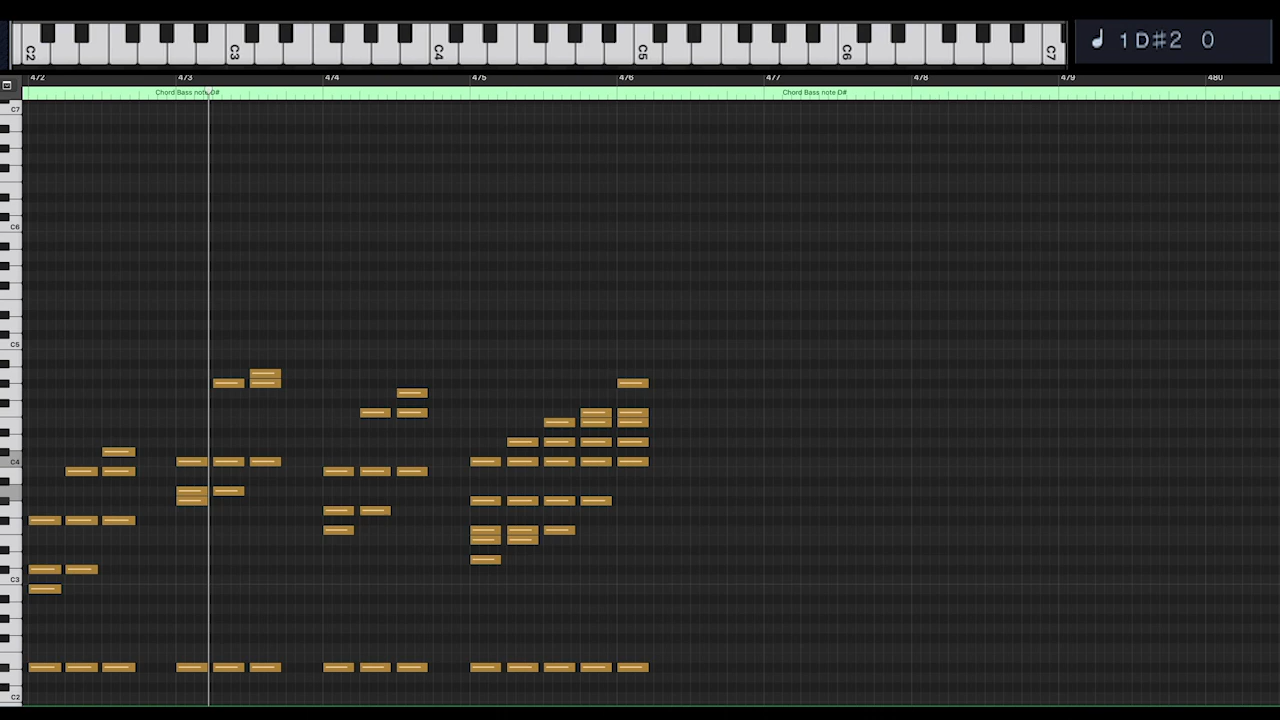 C2 C3 C4 C5 C6 C7
1 D♯2 0
472 473 474 475 476 477 478 479 480
Chord Bass note D# Chord Bass note D#
C7
C6
C5
C4
C3
C2